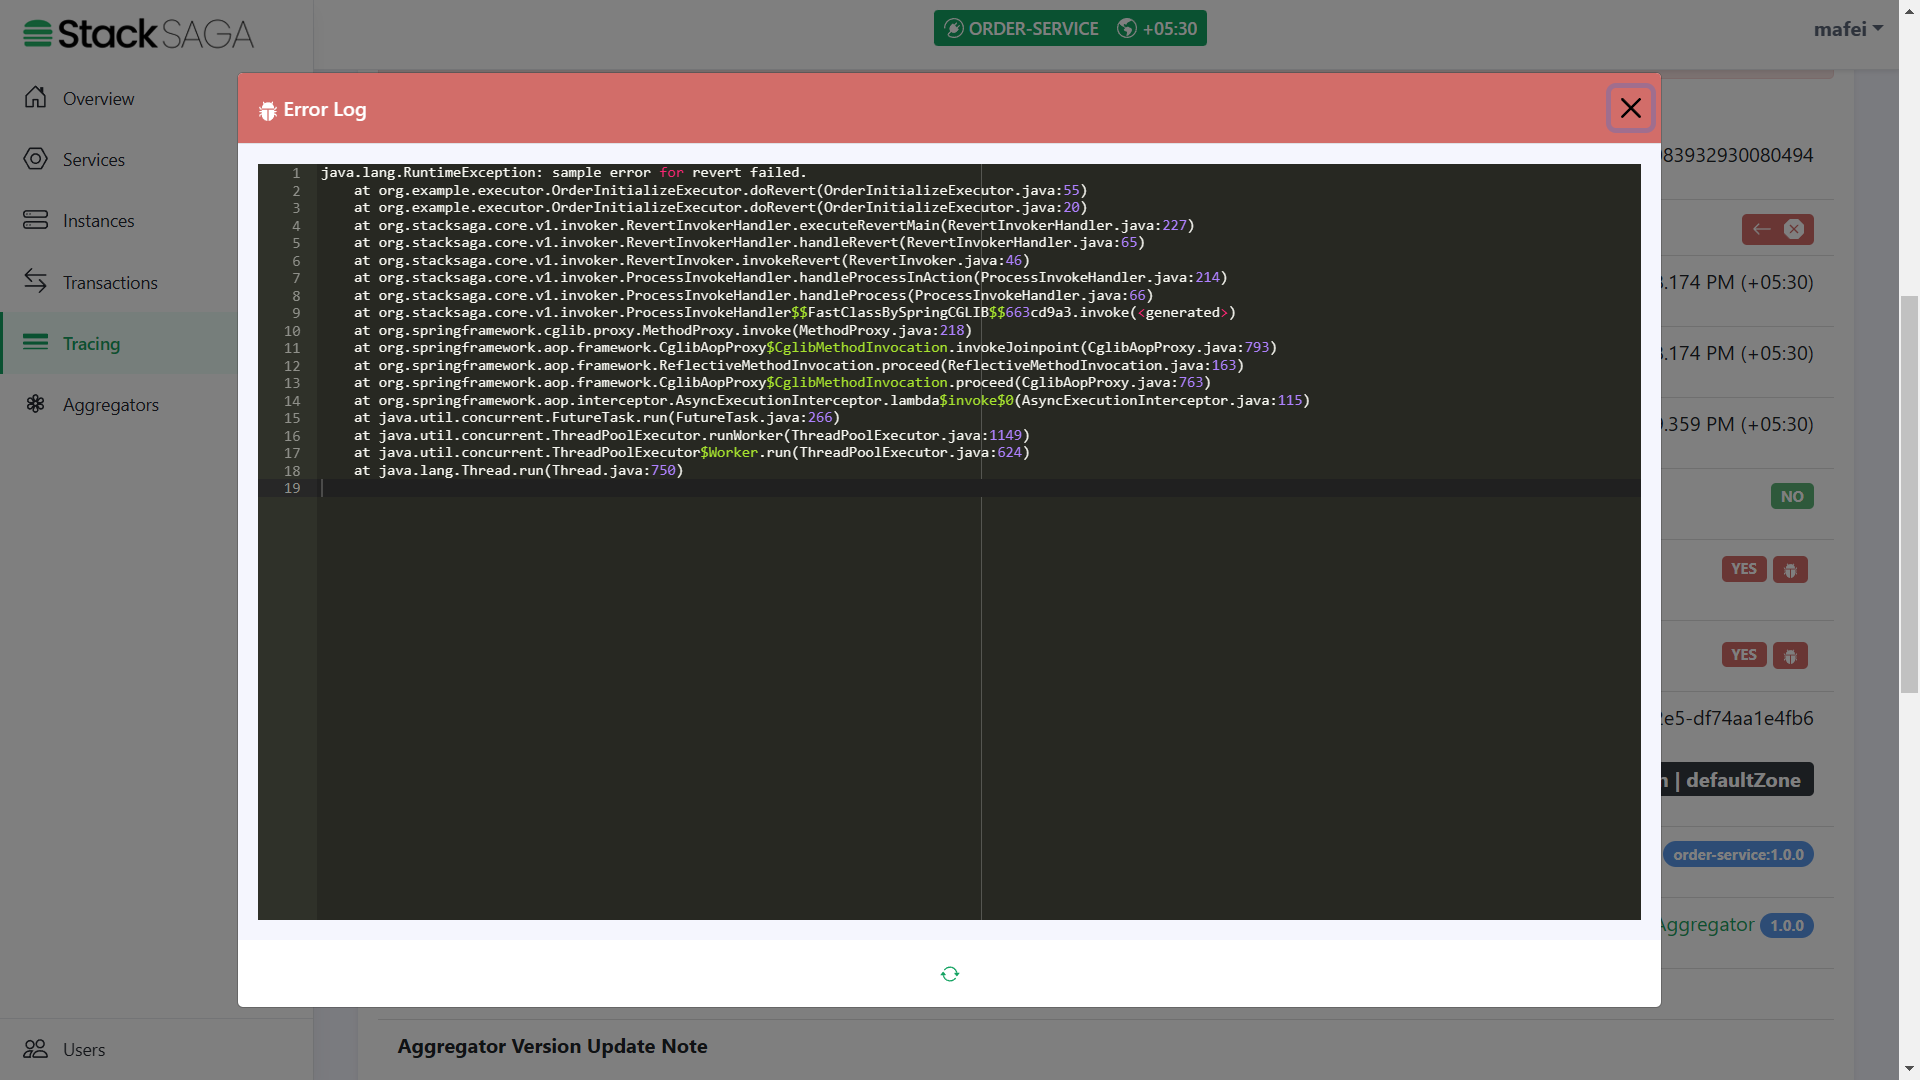 StackSAGA
ORDER-SERVICE +05:30
mafei
Overview
Services
Instances
Transactions
Tracing
Aggregators
Users
Error Log
1 java.lang.RuntimeException: sample error for revert failed.
2 at org.example.executor.OrderInitializeExecutor.doRevert(OrderInitializeExecutor.java:55)
3 at org.example.executor.OrderInitializeExecutor.doRevert(OrderInitializeExecutor.java:20)
4 at org.stacksaga.core.v1.invoker.RevertInvokerHandler.executeRevertMain(RevertInvokerHandler.java:227)
5 at org.stacksaga.core.v1.invoker.RevertInvokerHandler.handleRevert(RevertInvokerHandler.java:65)
6 at org.stacksaga.core.v1.invoker.RevertInvoker.invokeRevert(RevertInvoker.java:46)
7 at org.stacksaga.core.v1.invoker.ProcessInvokeHandler.handleProcessInAction(ProcessInvokeHandler.java:214)
8 at org.stacksaga.core.v1.invoker.ProcessInvokeHandler.handleProcess(ProcessInvokeHandler.java:66)
9 at org.stacksaga.core.v1.invoker.ProcessInvokeHandler$$FastClassBySpringCGLIB$$663cd9a3.invoke(<generated>)
10 at org.springframework.cglib.proxy.MethodProxy.invoke(MethodProxy.java:218)
11 at org.springframework.aop.framework.CglibAopProxy$CglibMethodInvocation.invokeJoinpoint(CglibAopProxy.java:793)
12 at org.springframework.aop.framework.ReflectiveMethodInvocation.proceed(ReflectiveMethodInvocation.java:163)
13 at org.springframework.aop.framework.CglibAopProxy$CglibMethodInvocation.proceed(CglibAopProxy.java:763)
14 at org.springframework.aop.interceptor.AsyncExecutionInterceptor.lambda$invoke$0(AsyncExecutionInterceptor.java:115)
15 at java.util.concurrent.FutureTask.run(FutureTask.java:266)
16 at java.util.concurrent.ThreadPoolExecutor.runWorker(ThreadPoolExecutor.java:1149)
17 at java.util.concurrent.ThreadPoolExecutor$Worker.run(ThreadPoolExecutor.java:624)
18 at java.lang.Thread.run(Thread.java:750)
19
83932930080494
.174 PM (+05:30)
.174 PM (+05:30)
.359 PM (+05:30)
NO
YES
YES
e5-df74aa1e4fb6
| defaultZone
order-service:1.0.0
Aggregator 1.0.0
Aggregator Version Update Note